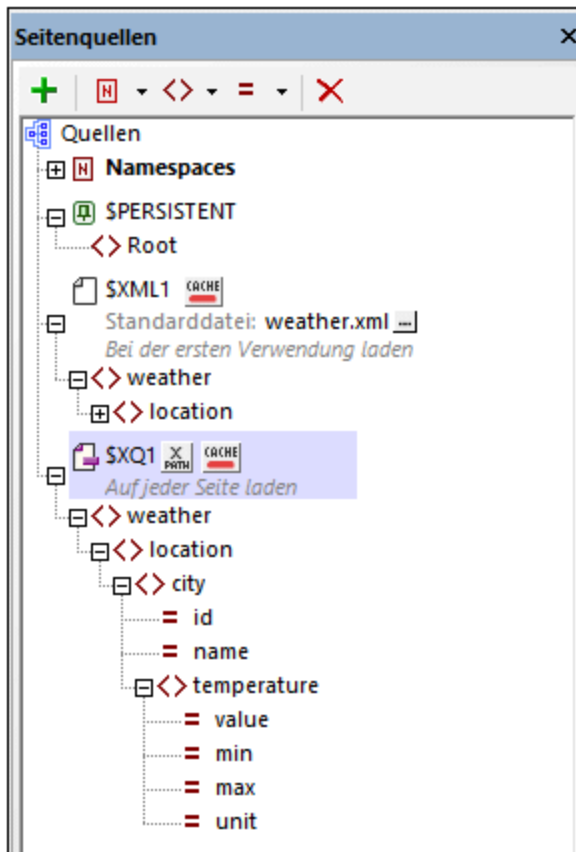 Seitenquellen
Quellen
N Namespaces
$PERSISTENT
Root
$XML1 CACHE
Standarddatei: weather.xml ...
Bei der ersten Verwendung laden
weather
location
$XQ1 X PATH CACHE
Auf jeder Seite laden
weather
location
city
= id
= name
temperature
= value
= min
= max
= unit